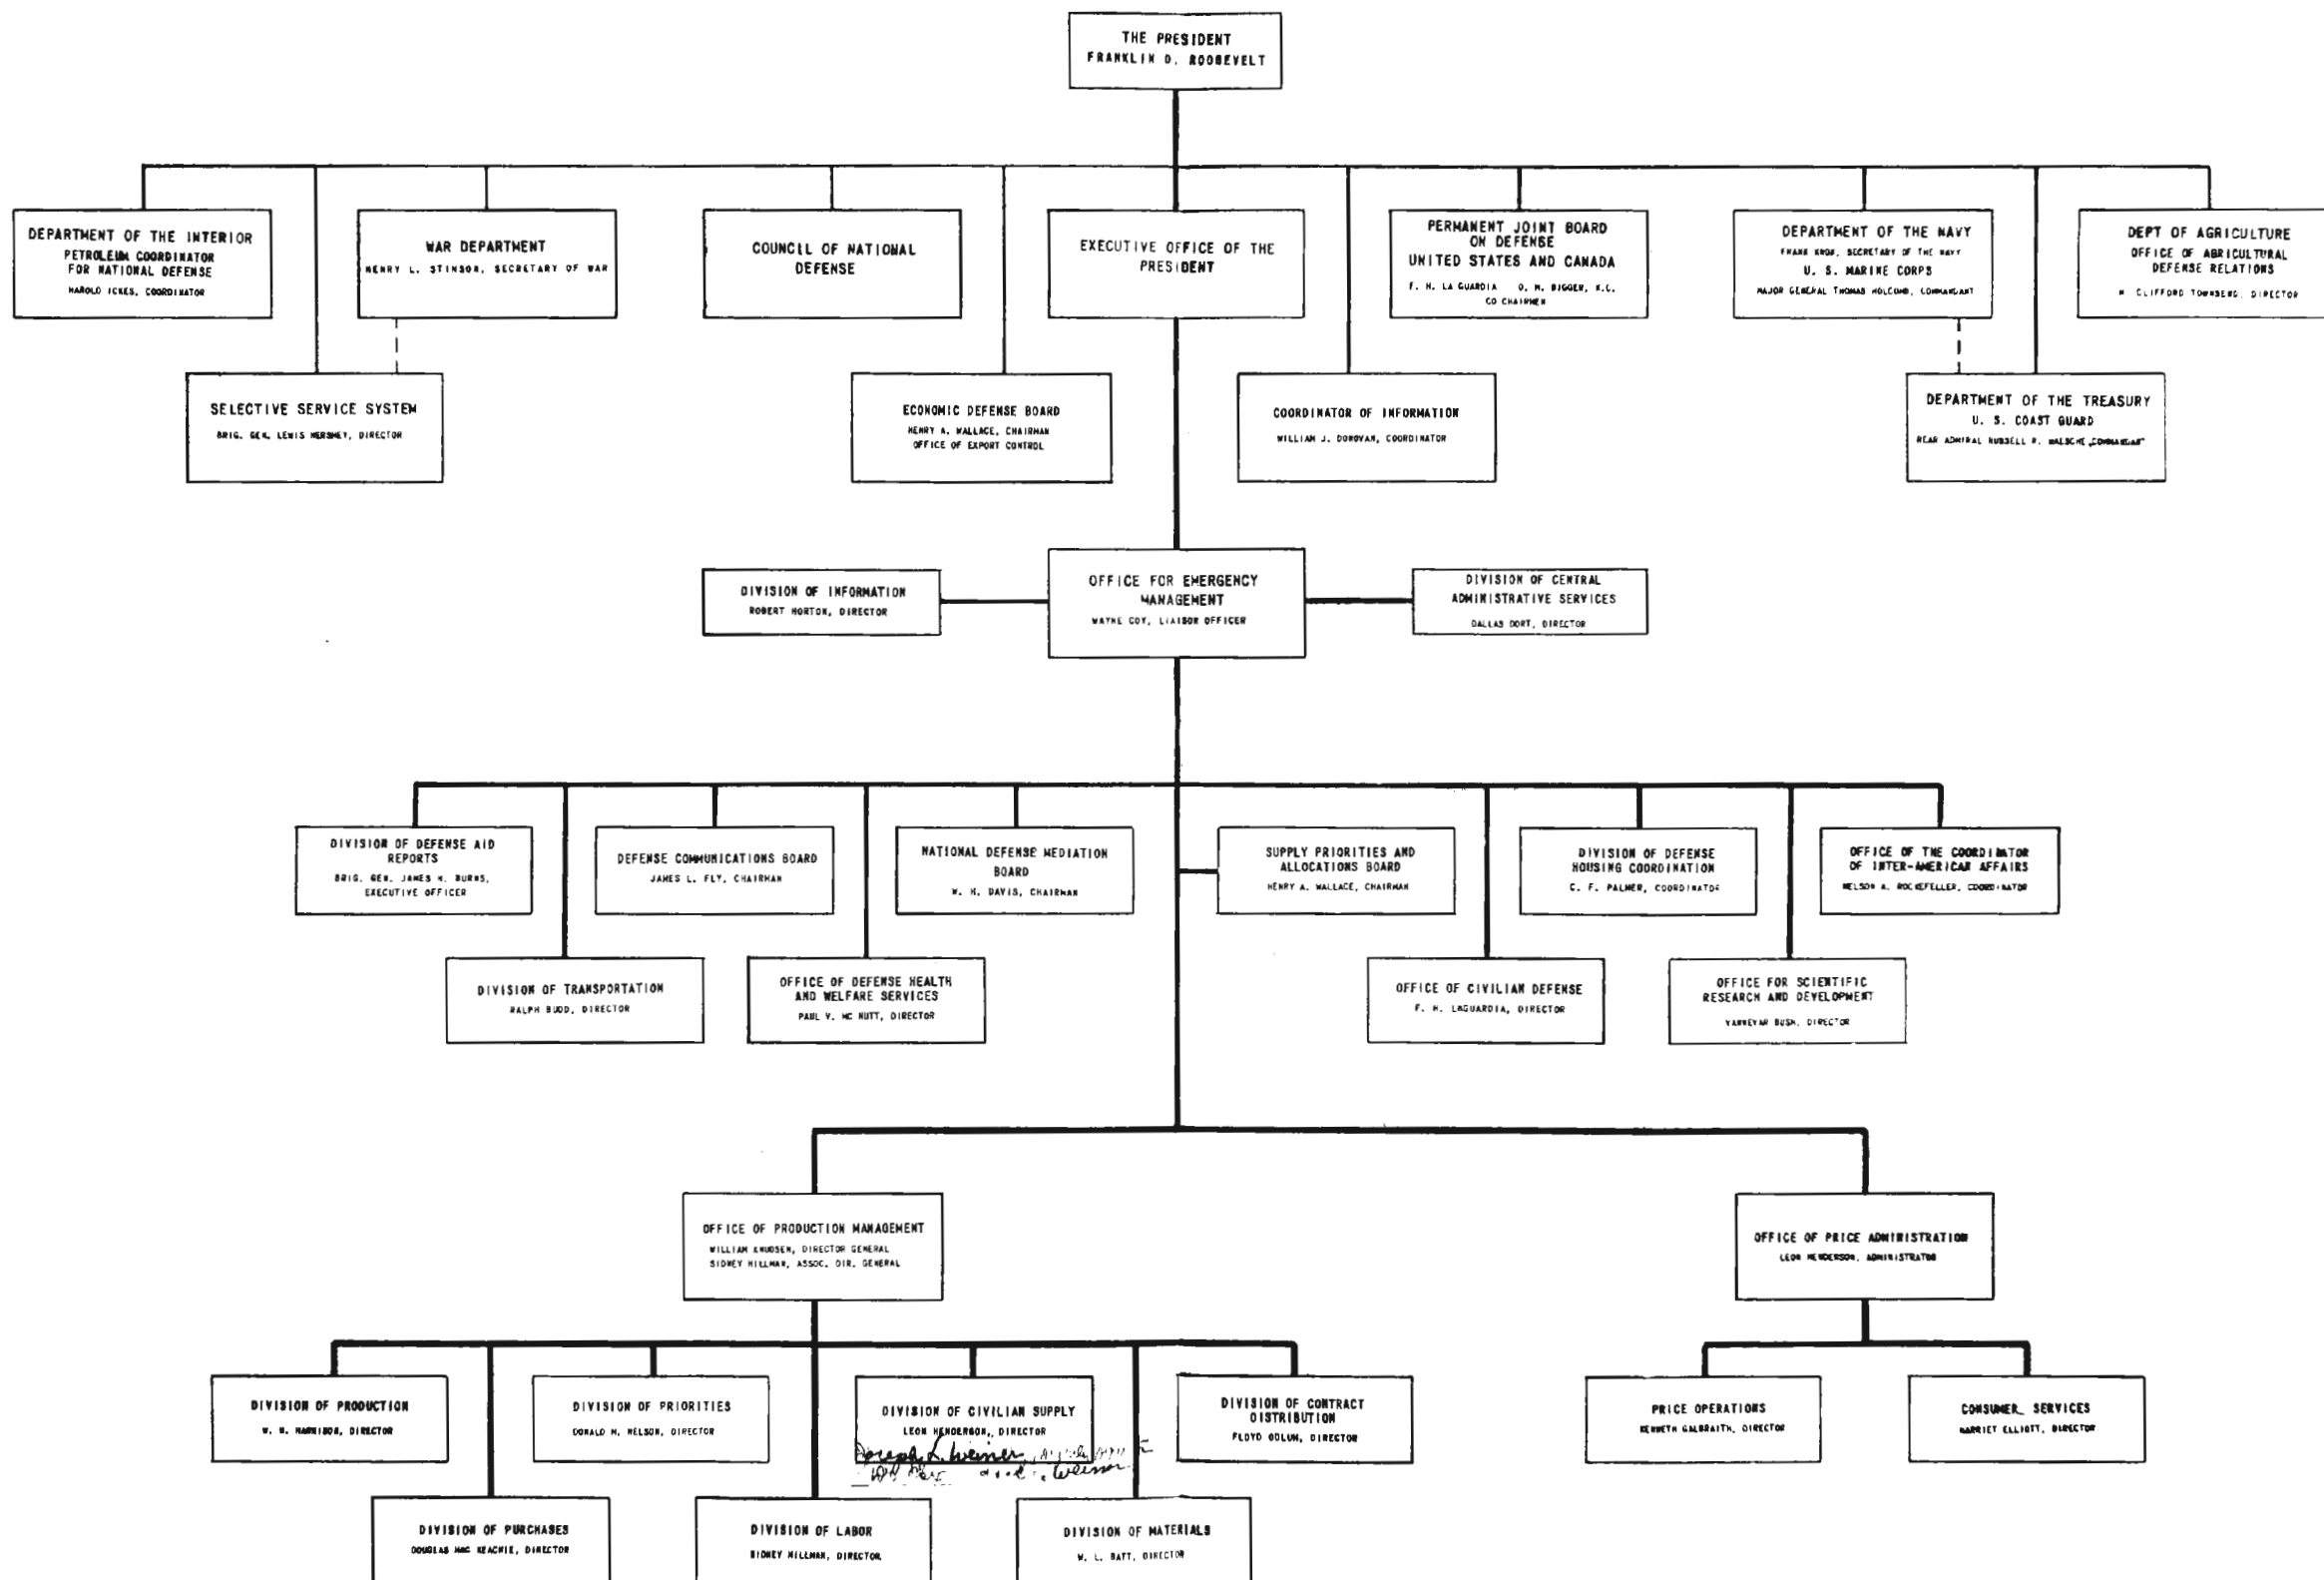 THE PRESIDENT
FRANKLIN D. ROOSEVELT
DEPARTMENT OF THE INTERIOR
PETROLEUM COORDINATOR
FOR NATIONAL DEFENSE
HAROLD ICKES, COORDINATOR
WAR DEPARTMENT
HENRY L. STINSON, SECRETARY OF WAR
COUNCIL OF NATIONAL
DEFENSE
EXECUTIVE OFFICE OF THE
PRESIDENT
PERMANENT JOINT BOARD
ON DEFENSE
UNITED STATES AND CANADA
F. H. LA GUARDIA O. M. BIGGER, K.C.
CO CHAIRMEN
DEPARTMENT OF THE NAVY
FRANK KNOX, SECRETARY OF THE NAVY
U. S. MARINE CORPS
MAJOR GENERAL THOMAS HOLCOMB, COMMANDANT
DEPT OF AGRICULTURE
OFFICE OF AGRICULTURAL
DEFENSE RELATIONS
M. CLIFFORD TOWNSEND, DIRECTOR
SELECTIVE SERVICE SYSTEM
BRIG. GEN. LEWIS HERSHEY, DIRECTOR
ECONOMIC DEFENSE BOARD
HENRY A. WALLACE, CHAIRMAN
OFFICE OF EXPORT CONTROL
COORDINATOR OF INFORMATION
WILLIAM J. DONOVAN, COORDINATOR
DEPARTMENT OF THE TREASURY
U. S. COAST GUARD
REAR ADMIRAL RUSSELL R. WAESCHE, COMMANDANT
DIVISION OF INFORMATION
ROBERT HORTON, DIRECTOR
OFFICE FOR EMERGENCY
MANAGEMENT
WAYNE COY, LIAISON OFFICER
DIVISION OF CENTRAL
ADMINISTRATIVE SERVICES
DALLAS DORT, DIRECTOR
DIVISION OF DEFENSE AID
REPORTS
BRIG. GEN. JAMES H. BURNS,
EXECUTIVE OFFICER
DEFENSE COMMUNICATIONS BOARD
JAMES L. FLY, CHAIRMAN
NATIONAL DEFENSE MEDIATION
BOARD
W. H. DAVIS, CHAIRMAN
SUPPLY PRIORITIES AND
ALLOCATIONS BOARD
HENRY A. WALLACE, CHAIRMAN
DIVISION OF DEFENSE
HOUSING COORDINATION
C. F. PALMER, COORDINATOR
OFFICE OF THE COORDINATOR
OF INTER-AMERICAN AFFAIRS
NELSON A. ROCKEFELLER, COORDINATOR
DIVISION OF TRANSPORTATION
RALPH BUDD, DIRECTOR
OFFICE OF DEFENSE HEALTH
AND WELFARE SERVICES
PAUL V. MC NUTT, DIRECTOR
OFFICE OF CIVILIAN DEFENSE
F. H. LAGUARDIA, DIRECTOR
OFFICE FOR SCIENTIFIC
RESEARCH AND DEVELOPMENT
VANNEVAR BUSH, DIRECTOR
OFFICE OF PRODUCTION MANAGEMENT
WILLIAM KNUDSEN, DIRECTOR GENERAL
SIDNEY HILLMAN, ASSOC. DIR. GENERAL
OFFICE OF PRICE ADMINISTRATION
LEON HENDERSON, ADMINISTRATOR
DIVISION OF PRODUCTION
W. H. HARRISON, DIRECTOR
DIVISION OF PRIORITIES
DONALD M. NELSON, DIRECTOR
DIVISION OF CIVILIAN SUPPLY
LEON HENDERSON, DIRECTOR
Joseph L. Weiner,
Weiner
DIVISION OF CONTRACT
DISTRIBUTION
FLOYD ODLUM, DIRECTOR
PRICE OPERATIONS
KENNETH GALBRAITH, DIRECTOR
CONSUMER SERVICES
HARRIET ELLIOTT, DIRECTOR
DIVISION OF PURCHASES
DOUGLAS MAC KEACHIE, DIRECTOR
DIVISION OF LABOR
SIDNEY HILLMAN, DIRECTOR
DIVISION OF MATERIALS
W. L. BATT, DIRECTOR